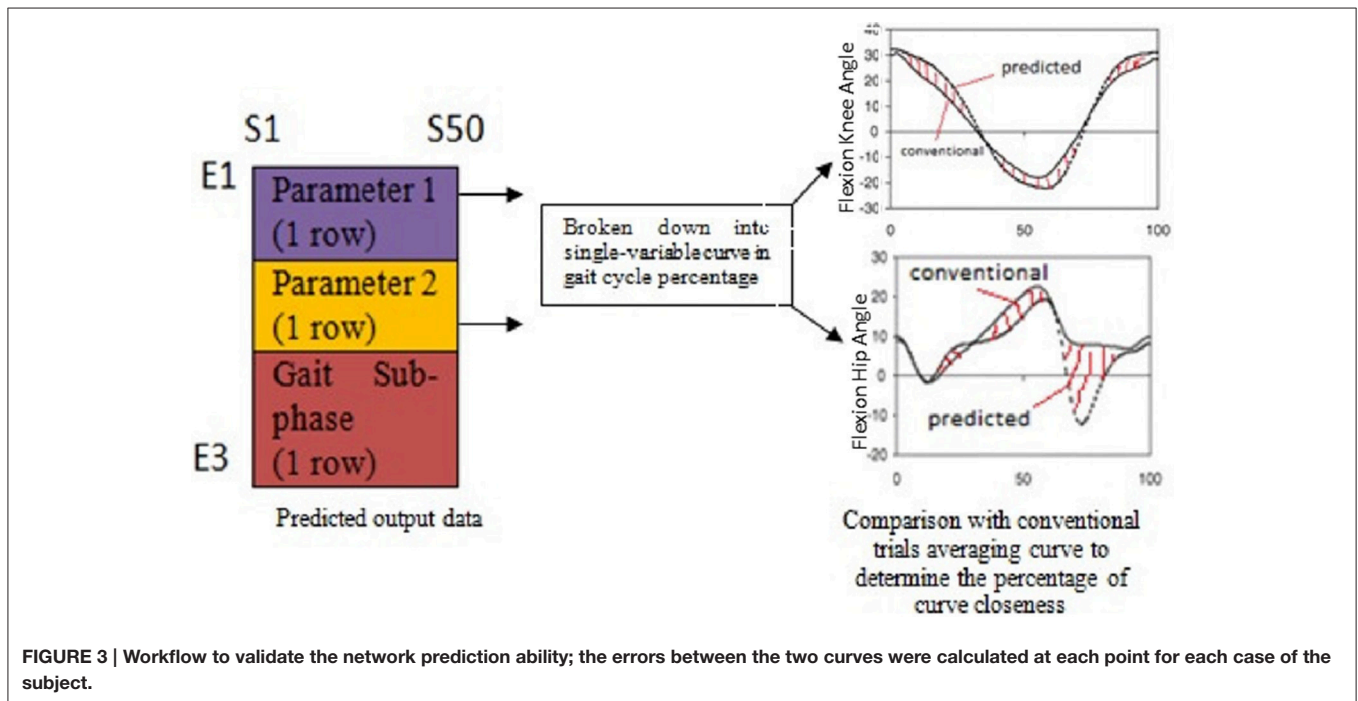 S1 S50
E1
Parameter 1
(1 row)
Parameter 2
(1 row)
Gait Sub-
phase
(1 row)
E3
Predicted output data
Broken down into
single-variable curve in
gait cycle percentage
Flexion Knee Angle
40
30
20
10
0
-10
-20
-30
0 50 100
predicted
conventional
Flexion Hip Angle
30
20
10
0
-10
-20
0 50 100
conventional
predicted
Comparison with conventional
trials averaging curve to
determine the percentage of
curve closeness
FIGURE 3 | Workflow to validate the network prediction ability; the errors between the two curves were calculated at each point for each case of the
subject.